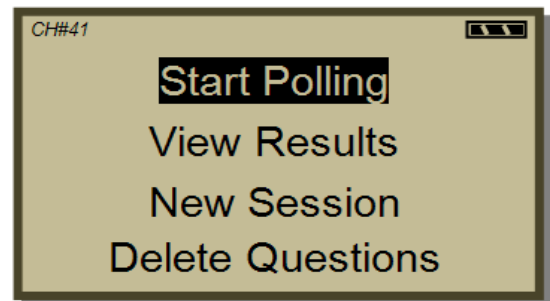 CH#41
Start Polling
View Results
New Session
Delete Questions